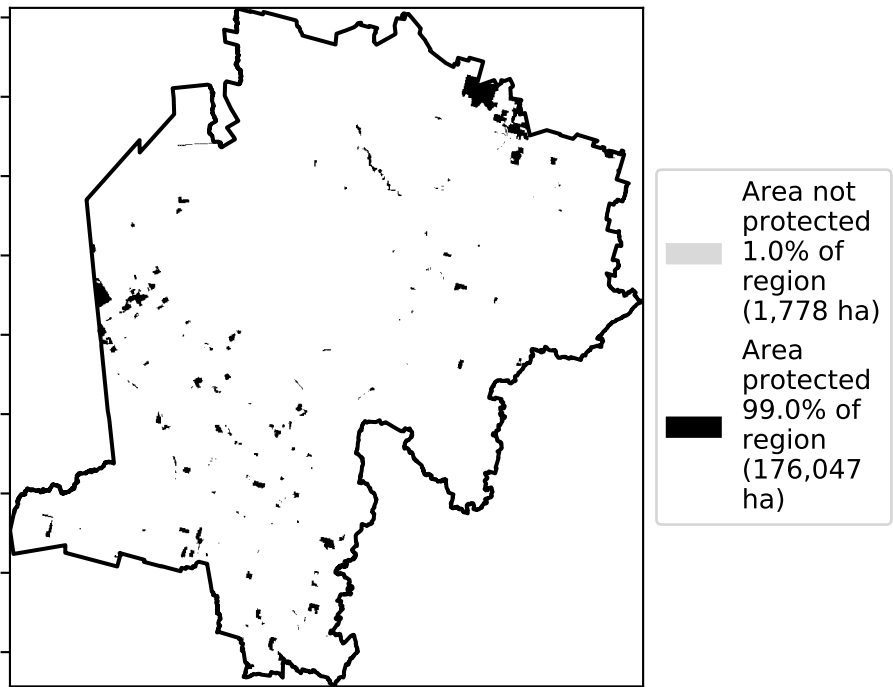 Area not
protected
1.0% of
region
(1,778 ha)
Area
protected
99.0% of
region
(176,047
ha)